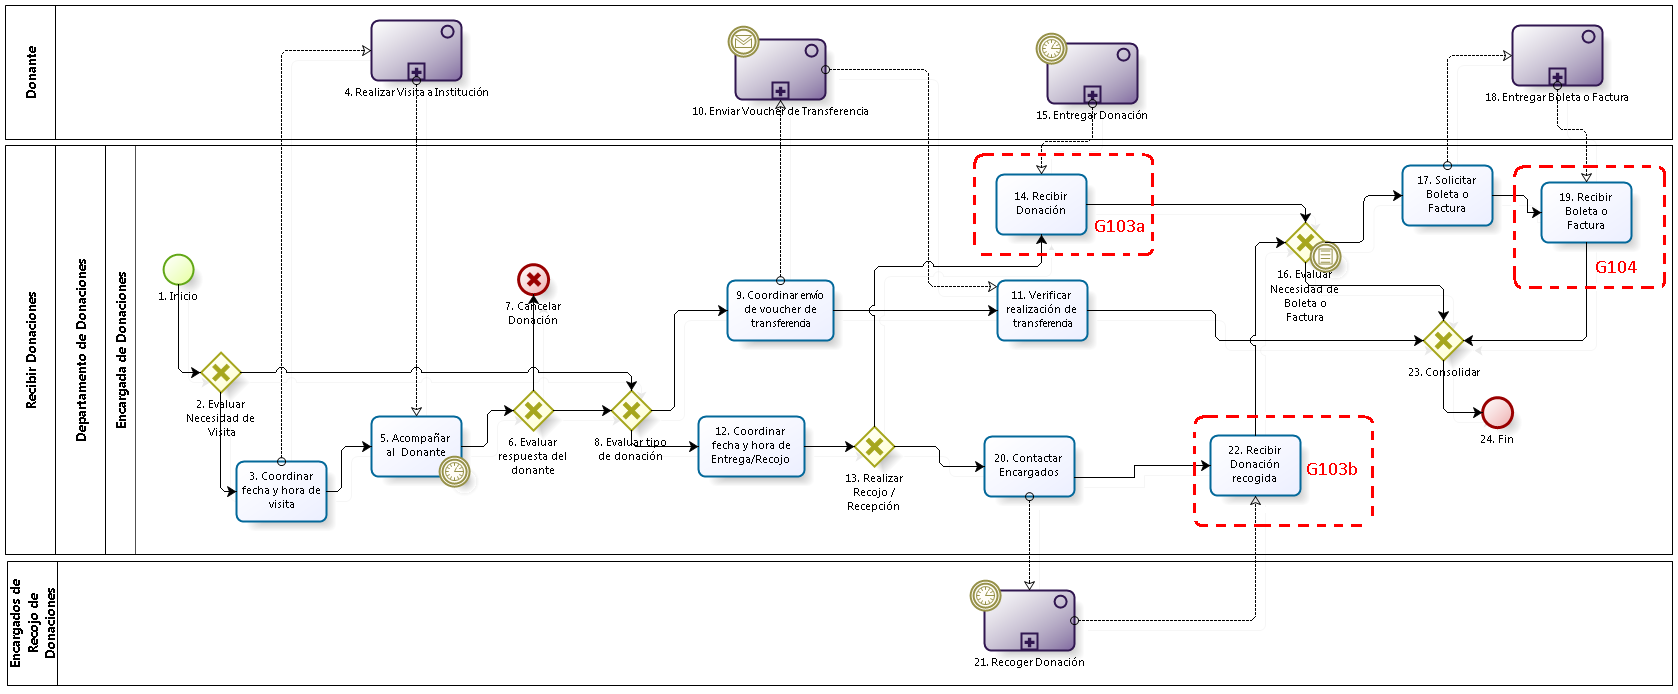 Donante
4. Realizar Visita a Institución
10. Enviar Voucher de Transferencia
15. Entregar Donación
18. Entregar Boleta o Factura
Recibir Donaciones
Departamento de Donaciones
Encargada de Donaciones
1. Inicio
2. Evaluar
Necesidad de
Visita
3. Coordinar
fecha y hora de
visita
5. Acompañar
al Donante
6. Evaluar
respuesta del
donante
7. Cancelar
Donación
8. Evaluar tipo
de donación
9. Coordinar envío
de voucher de
transferencia
11. Verificar
realización de
transferencia
12. Coordinar
fecha y hora de
Entrega/Recojo
13. Realizar
Recojo /
Recepción
14. Recibir
Donación
G103a
16. Evaluar
Necesidad de
Boleta o
Factura
17. Solicitar
Boleta o
Factura
19. Recibir
Boleta o
Factura
G104
20. Contactar
Encargados
22. Recibir
Donación
recogida
G103b
23. Consolidar
24. Fin
Encargados de
Recojo de
Donaciones
21. Recoger Donación